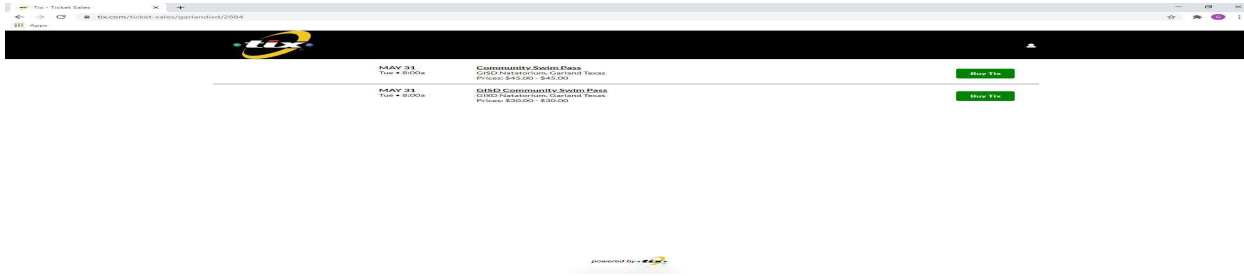 Tix - Ticket Sales
tix.com/ticket-sales/garlandisd/2664
Apps
tix
MAY 31
Tue • 8:00a
Community Swim Pass
GISD Natatorium, Garland Texas
Prices: $45.00 - $45.00
Buy Tix
MAY 31
Tue • 8:00a
GISD Community Swim Pass
GISD Natatorium, Garland Texas
Prices: $30.00 - $30.00
Buy Tix
powered by tix